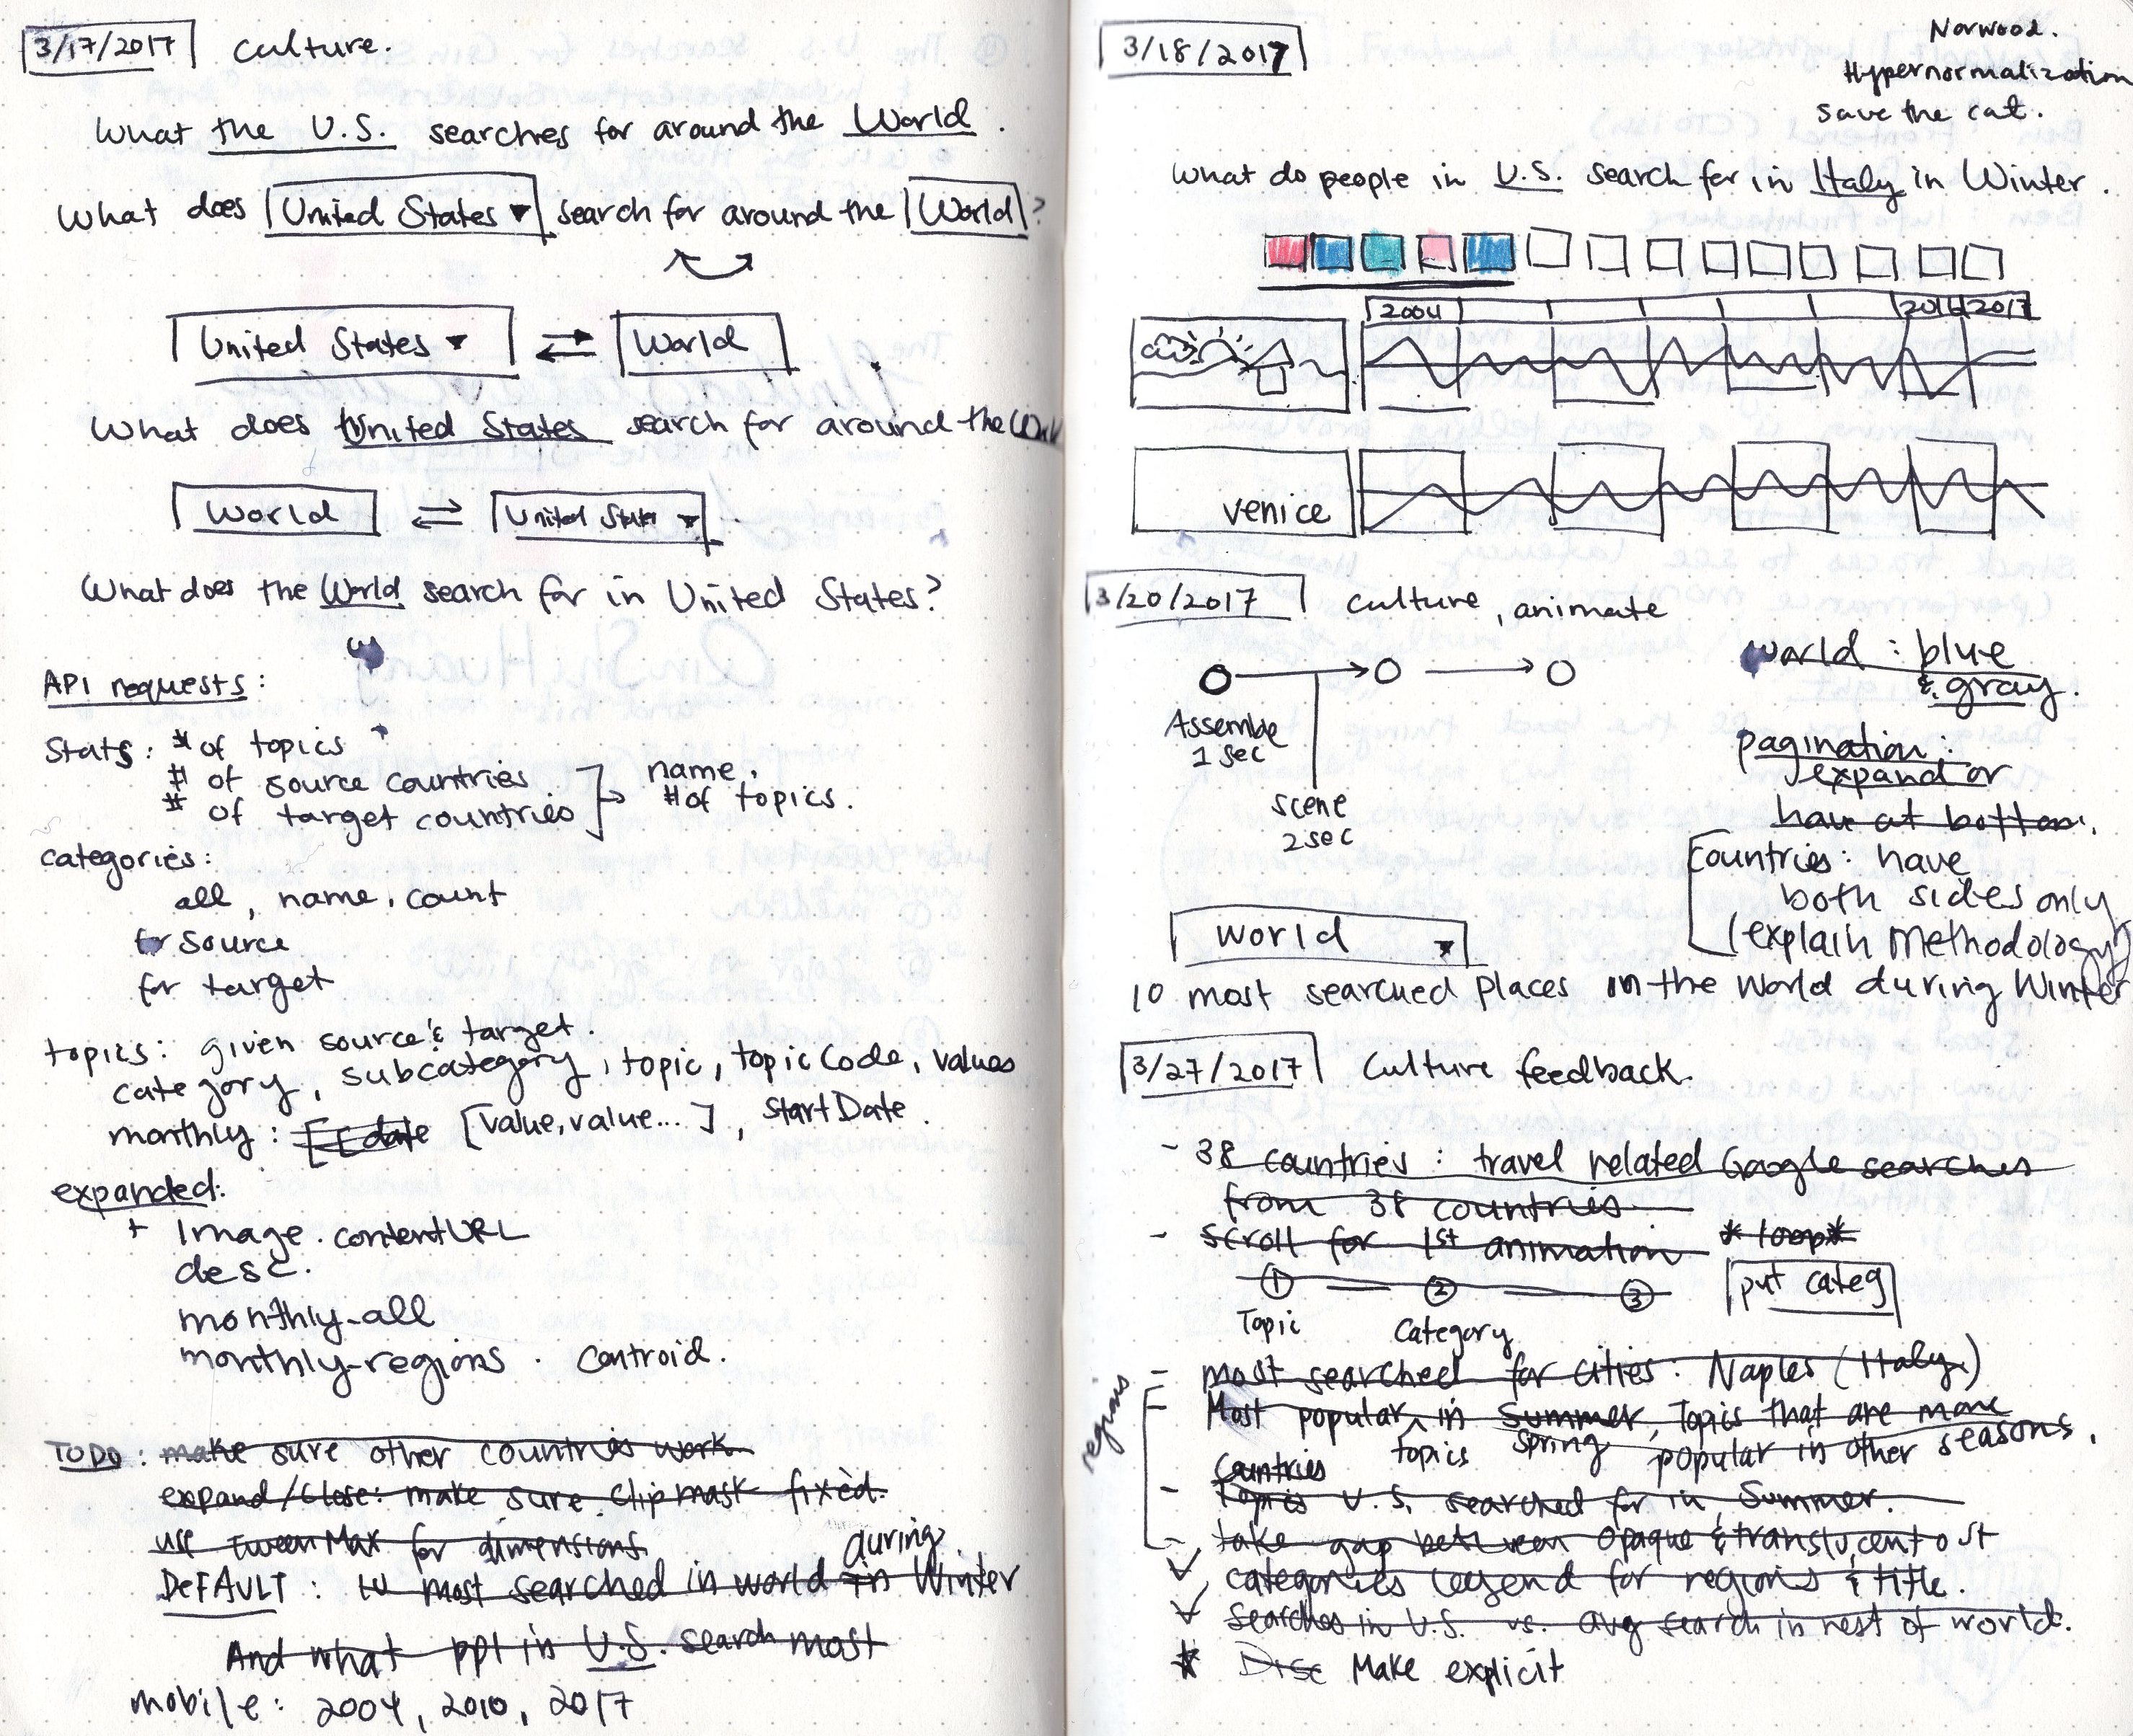 3/17/2017 culture.
What the U.S. searches for around the World.
What does United States ▼ search for around the World?
United States ▼ ⇄ World
What does United States search for around the World
World ⇄ United States ▼
What does the World search for in United States?
API requests:
Stats: # of topics
# of source countries
# of target countries
name,
# of topics.
categories:
all, name, count
for source
for target
topics: given source & target.
category, subcategory, topic, topicCode, values
monthly: [[date [value, value...], startDate.
expanded:
+ image.contentURL
desc.
monthly-all
monthly-regions. centroid.
TODO: make sure other countries work
expand/close: make sure clipmask fixed.
use TweenMax for dimensions
during
DEFAULT: 10 most searched in world in Winter
And what ppl in U.S. search most
mobile: 2004, 2010, 2017
3/18/2017
Norwood.
Hypernormalization
save the cat.
what do people in U.S. search for in Italy in Winter.
2004 2016 2017
venice
3/20/2017 culture, animate
Assemble
1 sec
scene
2 sec
world: blue
& gray.
pagination:
expand or
have at bottom.
Countries: have
both sides only
(explain methodology)
World ▼
10 most searched places in the world during Winter
3/27/2017 Culture feedback.
- 38 countries: travel related Google searches
from 38 countries
- scroll for 1st animation *loop*
① ② ③
Topic Category
put categ
regions
- most searched for cities: Naples (Italy)
- Most popular in Summer, Topics that are more
topics spring popular in other seasons.
Countries
- Topics U.S. searched for in Summer.
- take gap between opaque & translucent out
✓ categories legend for regions & title.
✓ searches in U.S. vs. avg search in rest of world.
* Disc Make explicit